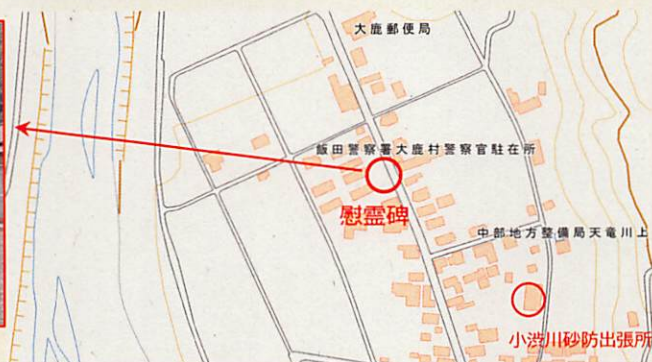 大鹿郵便局
飯田警察署大鹿村警察官駐在所
慰霊碑
中部地方整備局天竜川上
小渋川砂防出張所